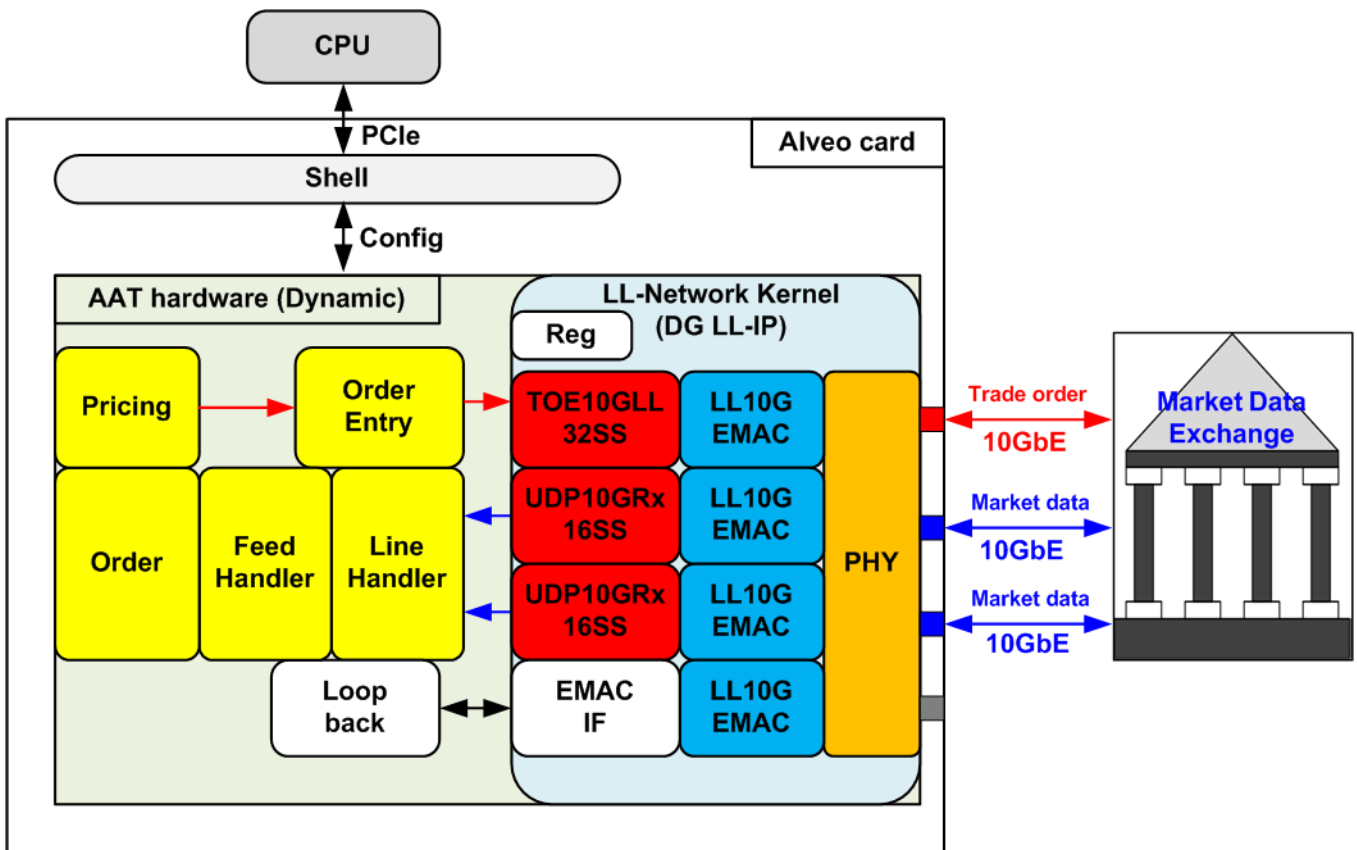 CPU
PCIe
Alveo card
Shell
Config
AAT hardware (Dynamic)
LL-Network Kernel
(DG LL-IP)
Reg
Pricing
Order
Entry
TOE10GLL
32SS
LL10G
EMAC
Trade order
10GbE
Market Data
Exchange
Order
Feed
Handler
Line
Handler
UDP10GRx
16SS
LL10G
EMAC
PHY
Market data
10GbE
UDP10GRx
16SS
LL10G
EMAC
Market data
10GbE
Loop
back
EMAC
IF
LL10G
EMAC